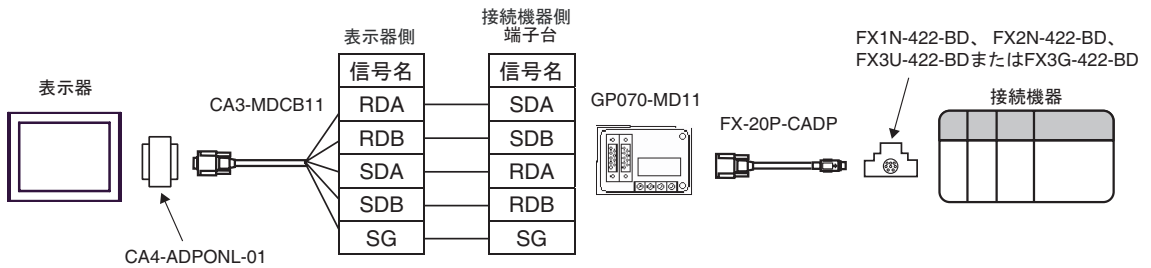 表示器
CA4-ADPONL-01
CA3-MDCB11
表示器側
信号名
RDA
RDB
SDA
SDB
SG
接続機器側
端子台
信号名
SDA
SDB
RDA
RDB
SG
GP070-MD11
FX-20P-CADP
FX1N-422-BD、 FX2N-422-BD、
FX3U-422-BDまたはFX3G-422-BD
接続機器